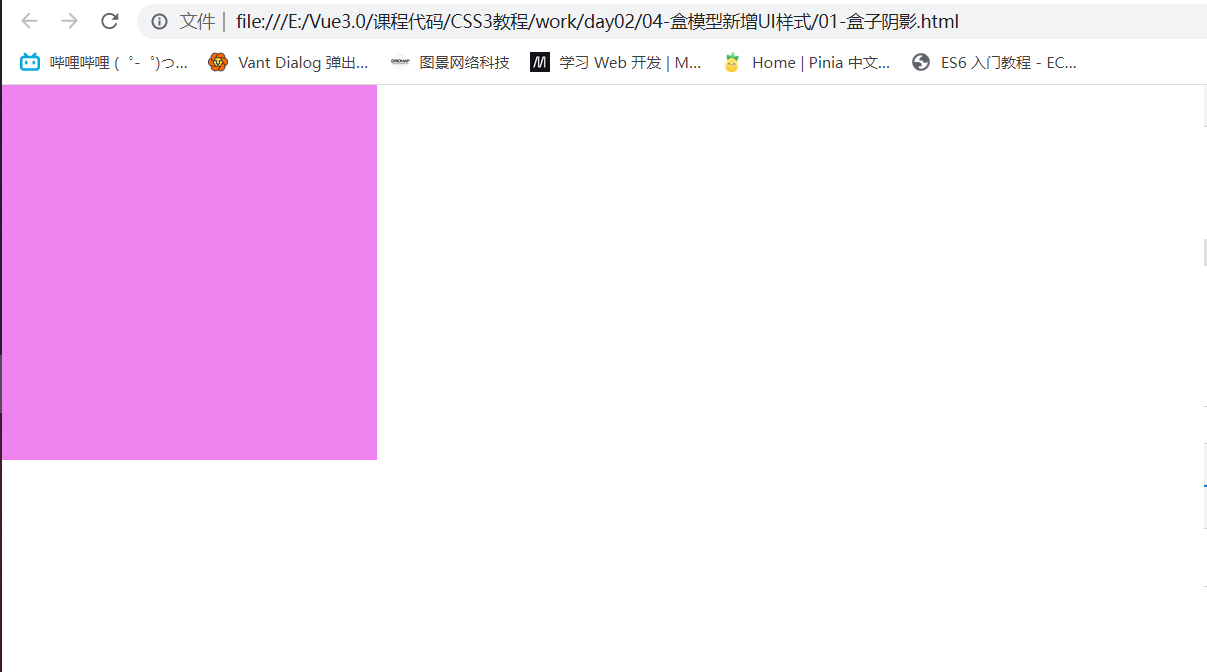 文件 | file:///E:/Vue3.0/课程代码/CSS3教程/work/day02/04-盒模型新增UI样式/01-盒子阴影.html
哔哩哔哩 (゜-゜)つ... Vant Dialog 弹出... 图景网络科技 学习 Web 开发 | M... Home | Pinia 中文... ES6 入门教程 - EC...